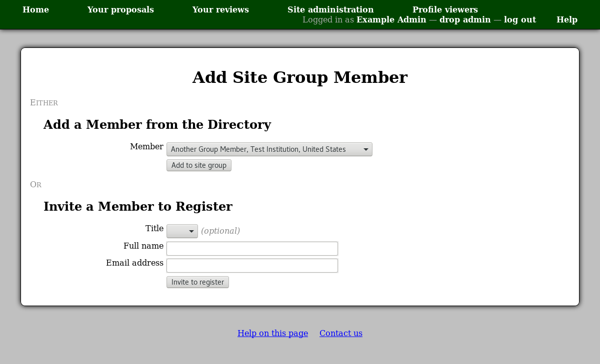 Home Your proposals Your reviews Site administration Profile viewers
Logged in as Example Admin — drop admin — log out Help
Add Site Group Member
EITHER
Add a Member from the Directory
Member Another Group Member, Test Institution, United States
Add to site group
OR
Invite a Member to Register
Title (optional)
Full name
Email address
Invite to register
Help on this page Contact us